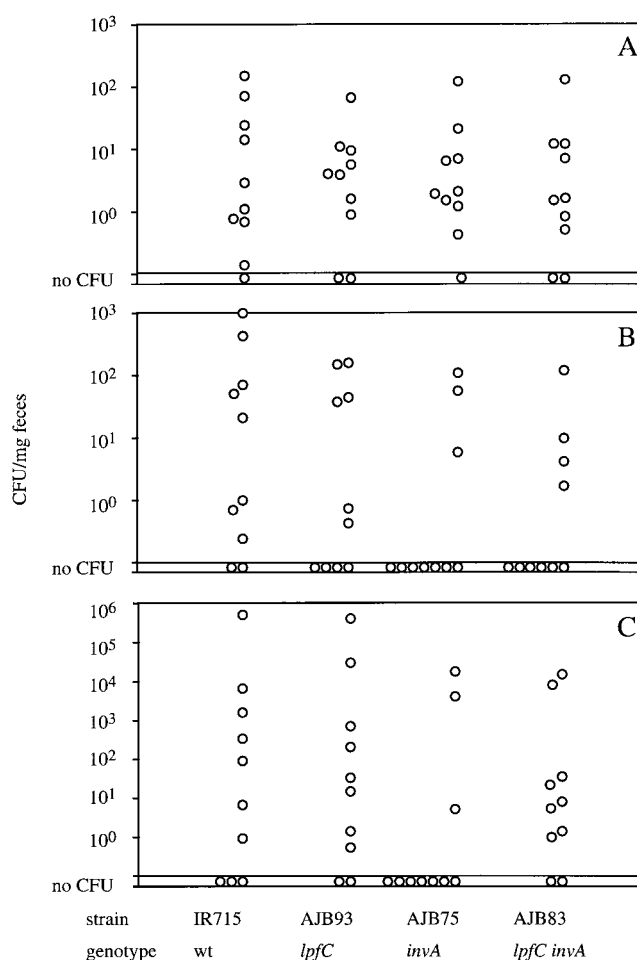 10³
A
10²
10¹
10⁰
no CFU
10³
B
10²
10¹
10⁰
no CFU
CFU/mg feces
10⁶
C
10⁵
10⁴
10³
10²
10¹
10⁰
no CFU
strain IR715 AJB93 AJB75 AJB83
genotype wt lpfC invA lpfC invA